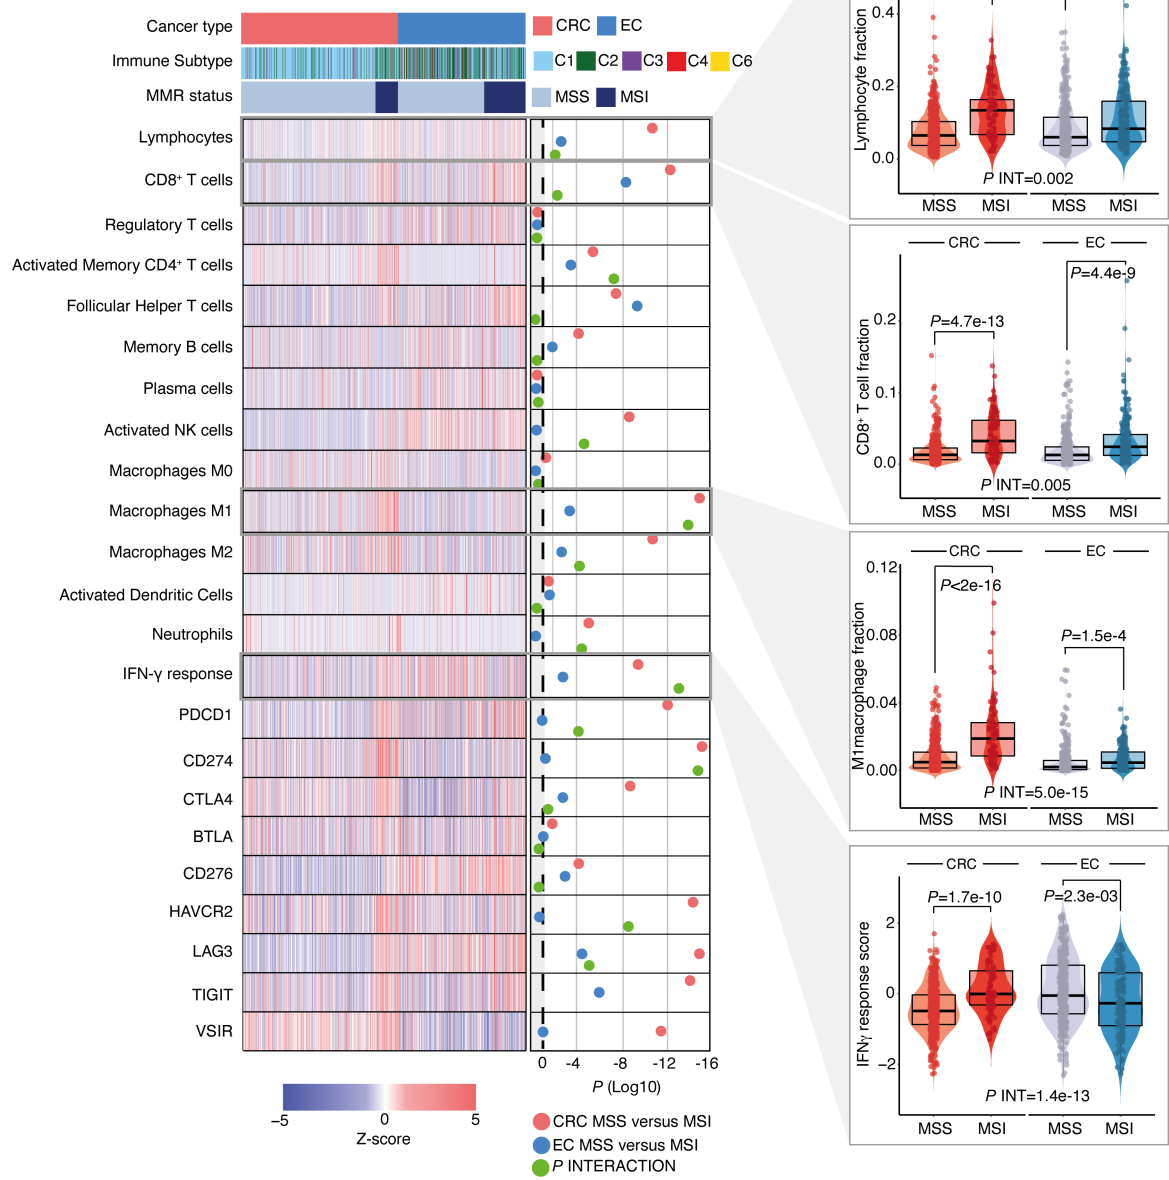 Cancer type
CRC
EC
Immune Subtype
C1
C2
C3
C4
C6
MMR status
MSS
MSI
Lymphocytes
CD8⁺ T cells
Regulatory T cells
Activated Memory CD4⁺ T cells
Follicular Helper T cells
Memory B cells
Plasma cells
Activated NK cells
Macrophages M0
Macrophages M1
Macrophages M2
Activated Dendritic Cells
Neutrophils
IFN-γ response
PDCD1
CD274
CTLA4
BTLA
CD276
HAVCR2
LAG3
TIGIT
VSIR
0 -4 -8 -12 -16
P (Log10)
−5 0 5
Z-score
CRC MSS versus MSI
EC MSS versus MSI
P INTERACTION
Lymphocyte fraction
0.4
0.2
0.0
P INT=0.002
MSS MSI MSS MSI
CRC EC
P=4.4e-9
P=4.7e-13
CD8⁺ T cell fraction
0.2
0.1
0.0
P INT=0.005
MSS MSI MSS MSI
CRC EC
P<2e-16
P=1.5e-4
M1macrophage fraction
0.12
0.08
0.04
0.00
P INT=5.0e-15
MSS MSI MSS MSI
CRC EC
P=1.7e-10
P=2.3e-03
IFNγ response score
2
0
−2
P INT=1.4e-13
MSS MSI MSS MSI